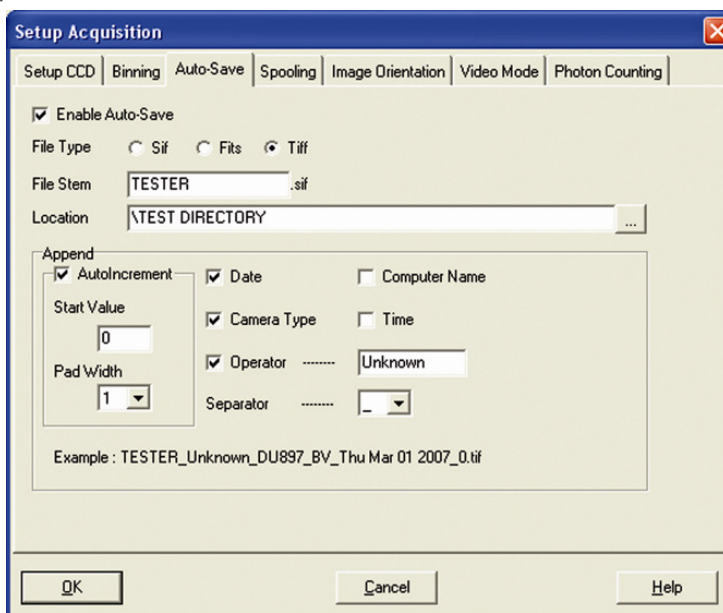 Setup Acquisition
Setup CCD Binning Auto-Save Spooling Image Orientation Video Mode Photon Counting
Enable Auto-Save
File Type Sif Fits Tiff
File Stem TESTER .sif
Location \TEST DIRECTORY ...
Append
AutoIncrement Date Computer Name
Start Value
0 Camera Type Time
Pad Width Operator -------- Unknown
1 Separator -------- _
Example : TESTER_Unknown_DU897_BV_Thu Mar 01 2007_0.tif
OK Cancel Help